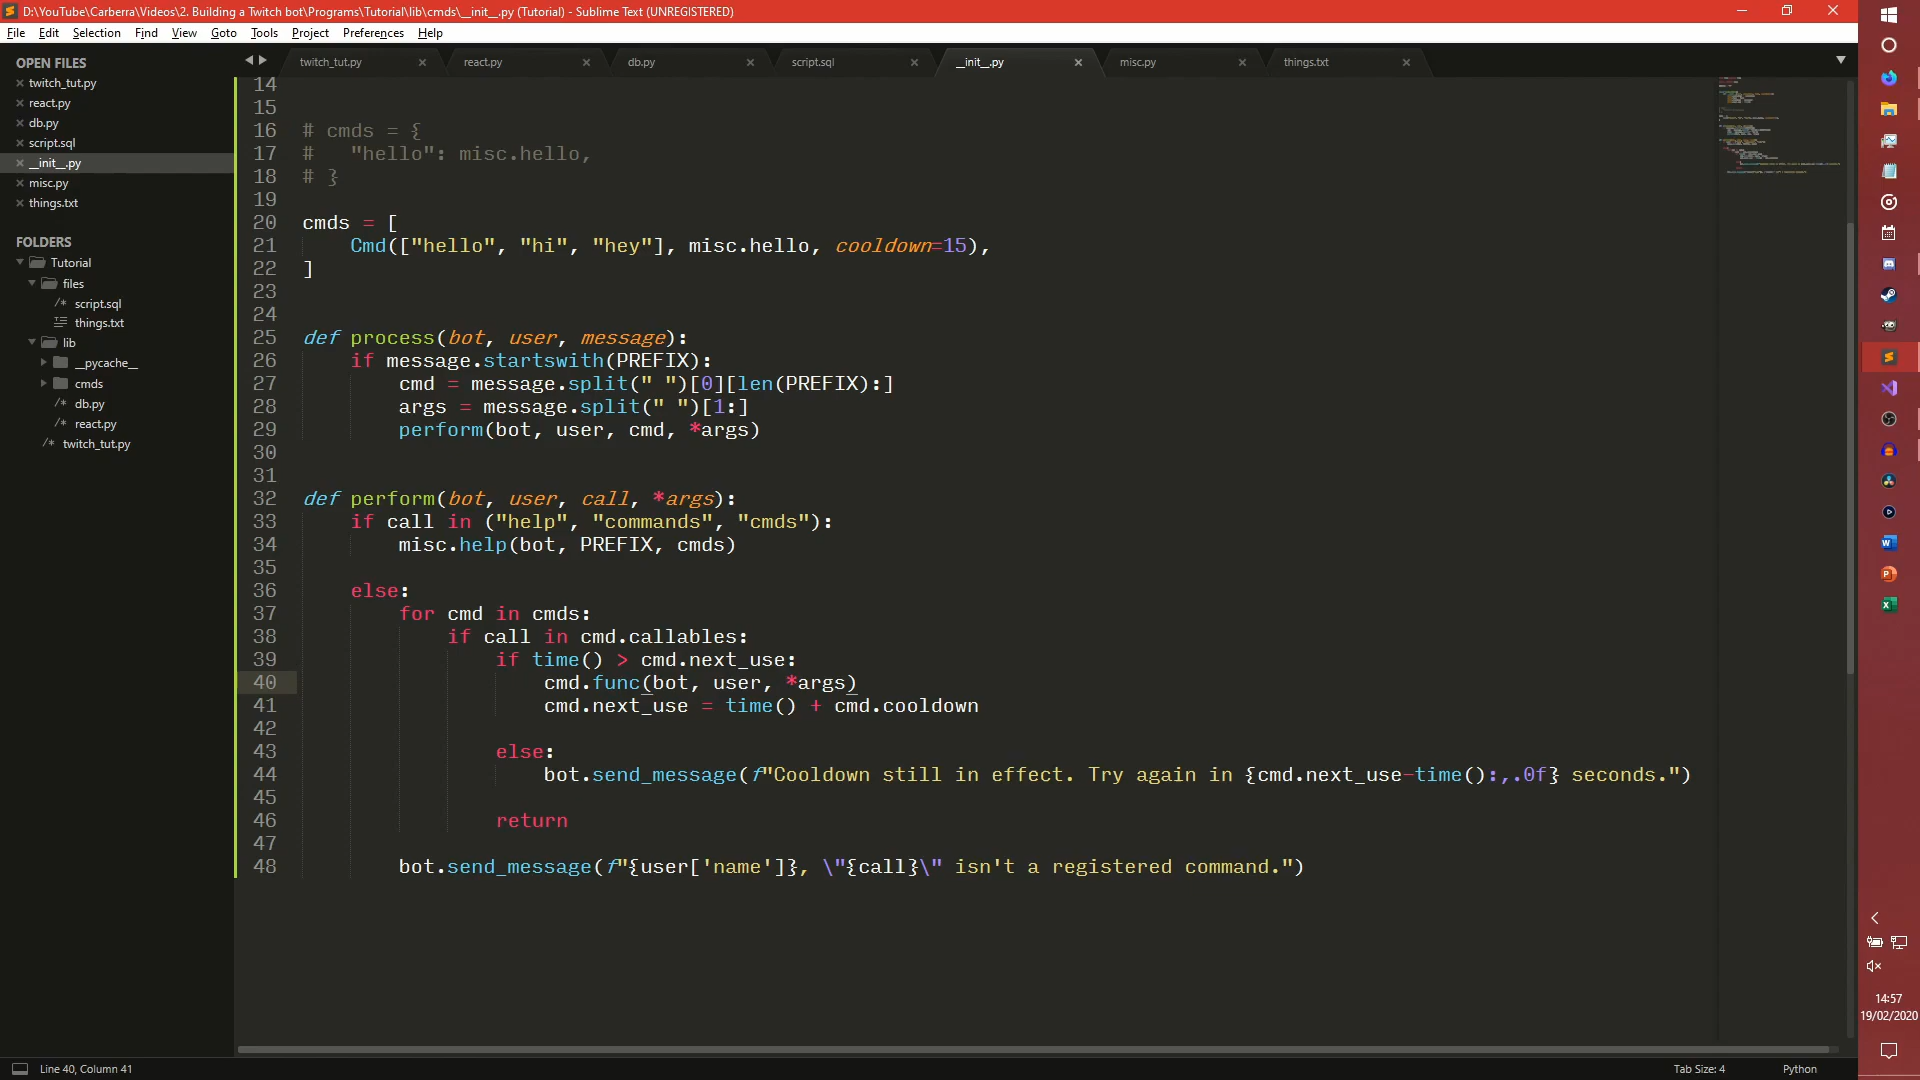 D:\YouTube\Carberra\Videos\2. Building a Twitch bot\Programs\Tutorial\lib\cmds\__init__.py (Tutorial) - Sublime Text (UNREGISTERED)
File Edit Selection Find View Goto Tools Project Preferences Help
OPEN FILES
twitch_tut.py
react.py
db.py
script.sql
__init__.py
misc.py
things.txt
FOLDERS
Tutorial
files
script.sql
things.txt
lib
__pycache__
cmds
db.py
react.py
twitch_tut.py
twitch_tut.py react.py db.py script.sql __init__.py misc.py things.txt
14
15
16 # cmds = {
17 #   "hello": misc.hello,
18 # }
19
20 cmds = [
21     Cmd(["hello", "hi", "hey"], misc.hello, cooldown=15),
22 ]
23
24
25 def process(bot, user, message):
26     if message.startswith(PREFIX):
27         cmd = message.split(" ")[0][len(PREFIX):]
28         args = message.split(" ")[1:]
29         perform(bot, user, cmd, *args)
30
31
32 def perform(bot, user, call, *args):
33     if call in ("help", "commands", "cmds"):
34         misc.help(bot, PREFIX, cmds)
35
36     else:
37         for cmd in cmds:
38             if call in cmd.callables:
39                 if time() > cmd.next_use:
40                     cmd.func(bot, user, *args)
41                     cmd.next_use = time() + cmd.cooldown
42
43                 else:
44                     bot.send_message(f"Cooldown still in effect. Try again in {cmd.next_use-time():,.0f} seconds.")
45
46                 return
47
48         bot.send_message(f"{user['name']}, \"{call}\" isn't a registered command.")
14:57
19/02/2020
Line 40, Column 41
Tab Size: 4
Python